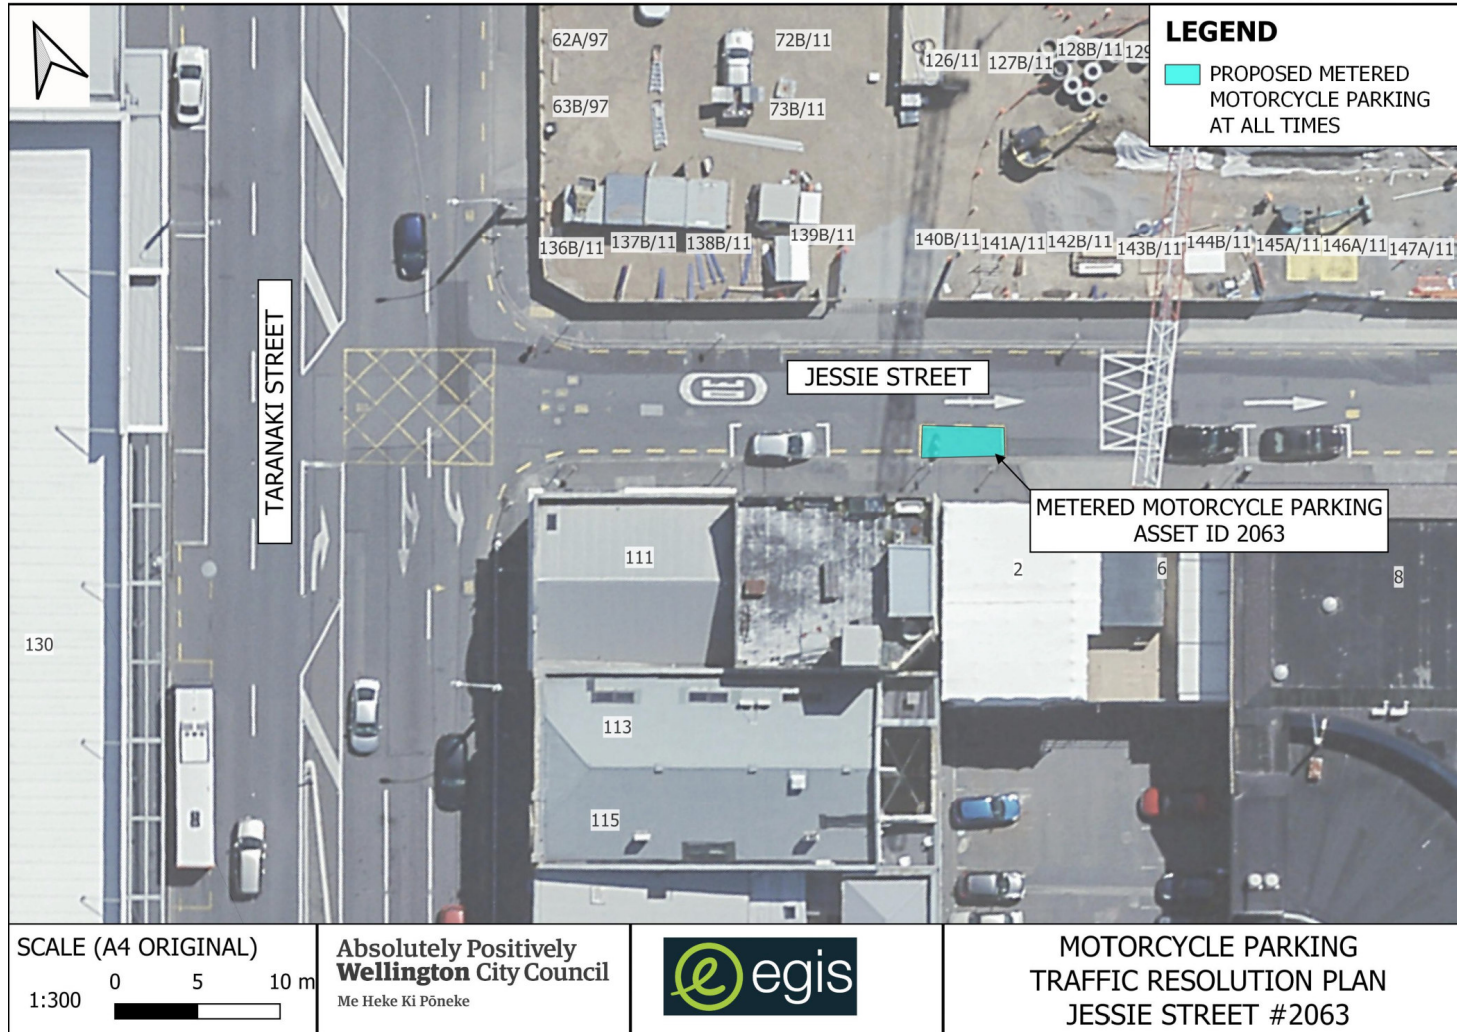 LEGEND
PROPOSED METERED
MOTORCYCLE PARKING
AT ALL TIMES
62A/97
72B/11
126/11
127B/11
128B/11
129
63B/97
73B/11
136B/11
137B/11
138B/11
139B/11
140B/11
141A/11
142B/11
143B/11
144B/11
145A/11
146A/11
147A/11
TARANAKI STREET
JESSIE STREET
METERED MOTORCYCLE PARKING
ASSET ID 2063
111
2
6
8
130
113
115
SCALE (A4 ORIGINAL)
0 5 10 m
1:300
Absolutely Positively
Wellington City Council
Me Heke Ki Pōneke
egis
MOTORCYCLE PARKING
TRAFFIC RESOLUTION PLAN
JESSIE STREET #2063